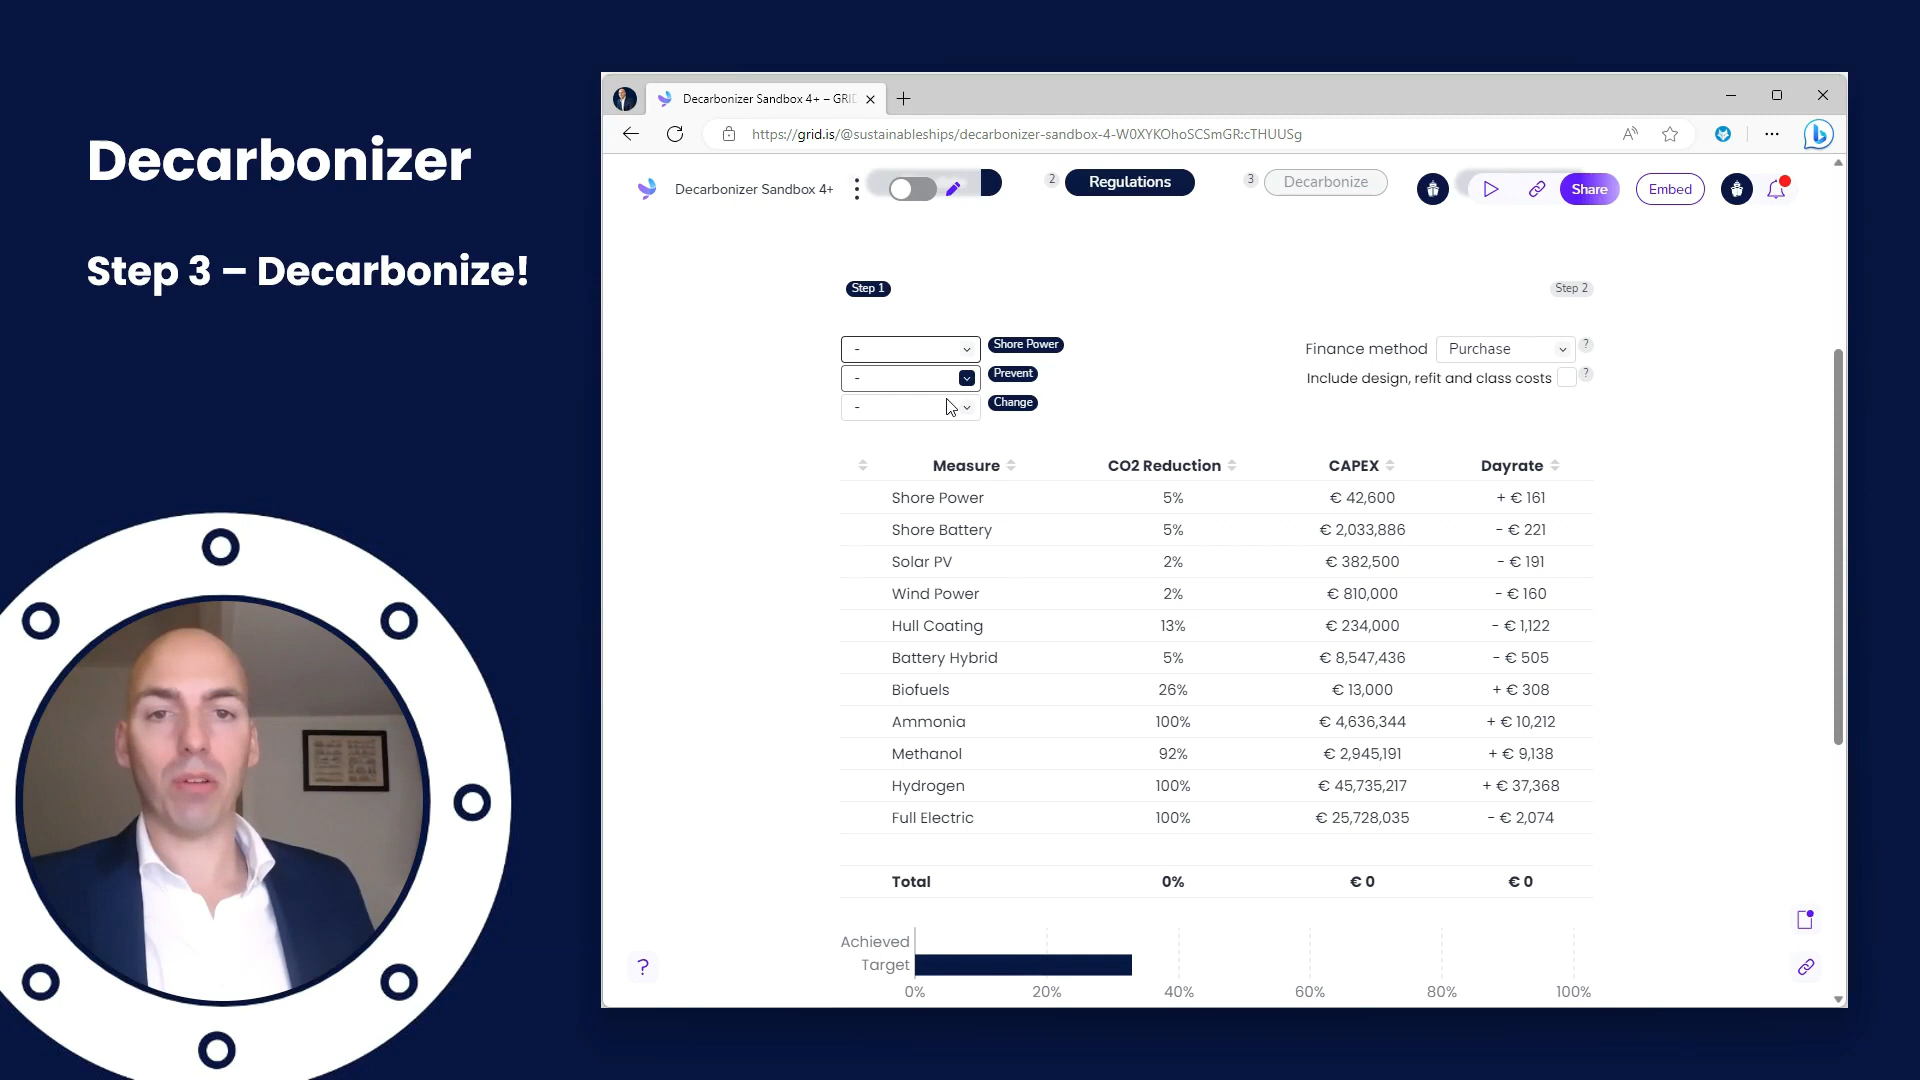 Decarbonizer
Step 3 – Decarbonize!
Decarbonizer Sandbox 4+ – GRID
https://grid.is/@sustainableships/decarbonizer-sandbox-4-W0XYKOhoSCSmGR:cTHUUSg
Decarbonizer Sandbox 4+
2 Regulations
3 Decarbonize
Share
Embed
Step 1
Step 2
- Shore Power
Finance method Purchase ?
- Prevent
Include design, refit and class costs ?
- Change
Measure CO2 Reduction CAPEX Dayrate
Shore Power 5% € 42,600 + € 161
Shore Battery 5% € 2,033,886 - € 221
Solar PV 2% € 382,500 - € 191
Wind Power 2% € 810,000 - € 160
Hull Coating 13% € 234,000 - € 1,122
Battery Hybrid 5% € 8,547,436 - € 505
Biofuels 26% € 13,000 + € 308
Ammonia 100% € 4,636,344 + € 10,212
Methanol 92% € 2,945,191 + € 9,138
Hydrogen 100% € 45,735,217 + € 37,368
Full Electric 100% € 25,728,035 - € 2,074
Total 0% € 0 € 0
Achieved
Target
0% 20% 40% 60% 80% 100%
?